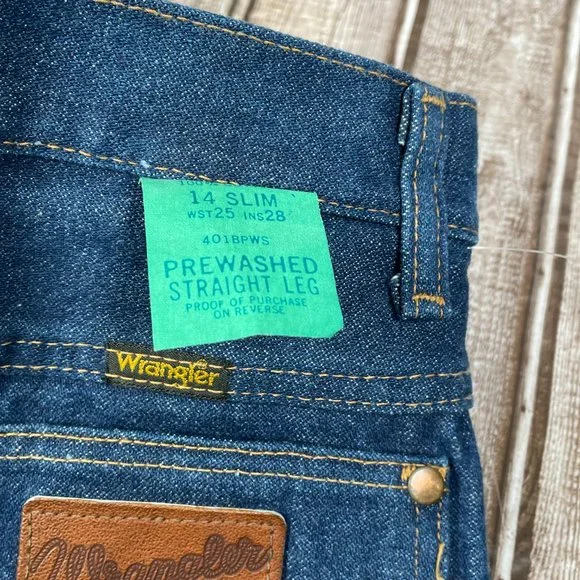 14 SLIM
WST25 INS28
401BPWS
PREWASHED
STRAIGHT LEG
PROOF OF PURCHASE
ON REVERSE
Wrangler
Wrangler